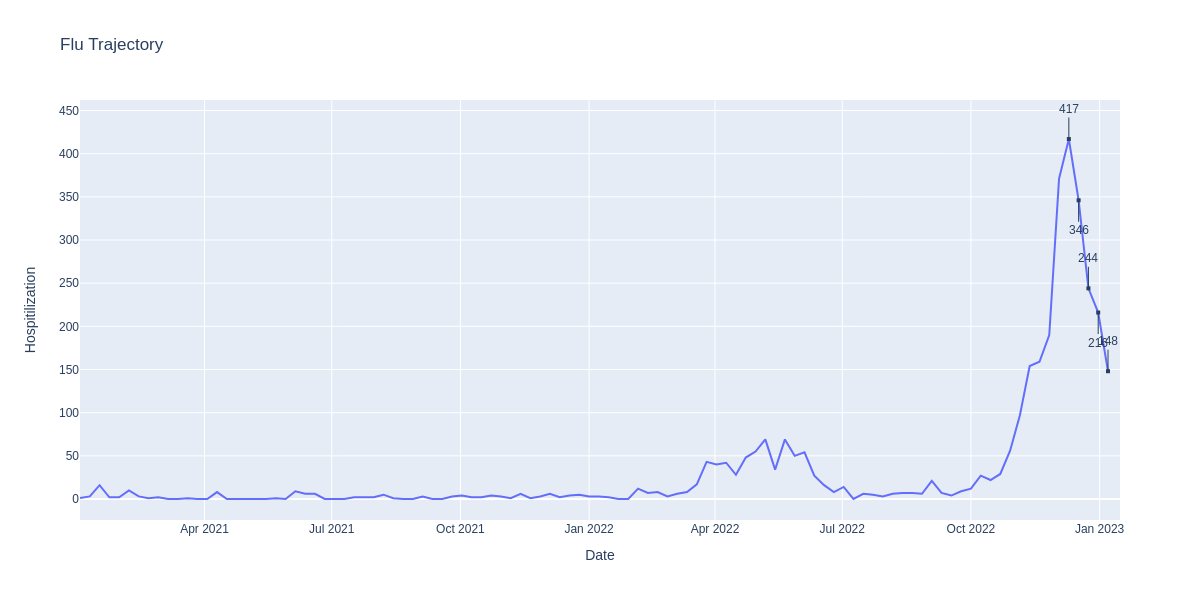 Flu Trajectory
450
400
350
300
250
200
150
100
50
0
Hospitilization
417
346
244
216
148
Apr 2021
Jul 2021
Oct 2021
Jan 2022
Apr 2022
Jul 2022
Oct 2022
Jan 2023
Date